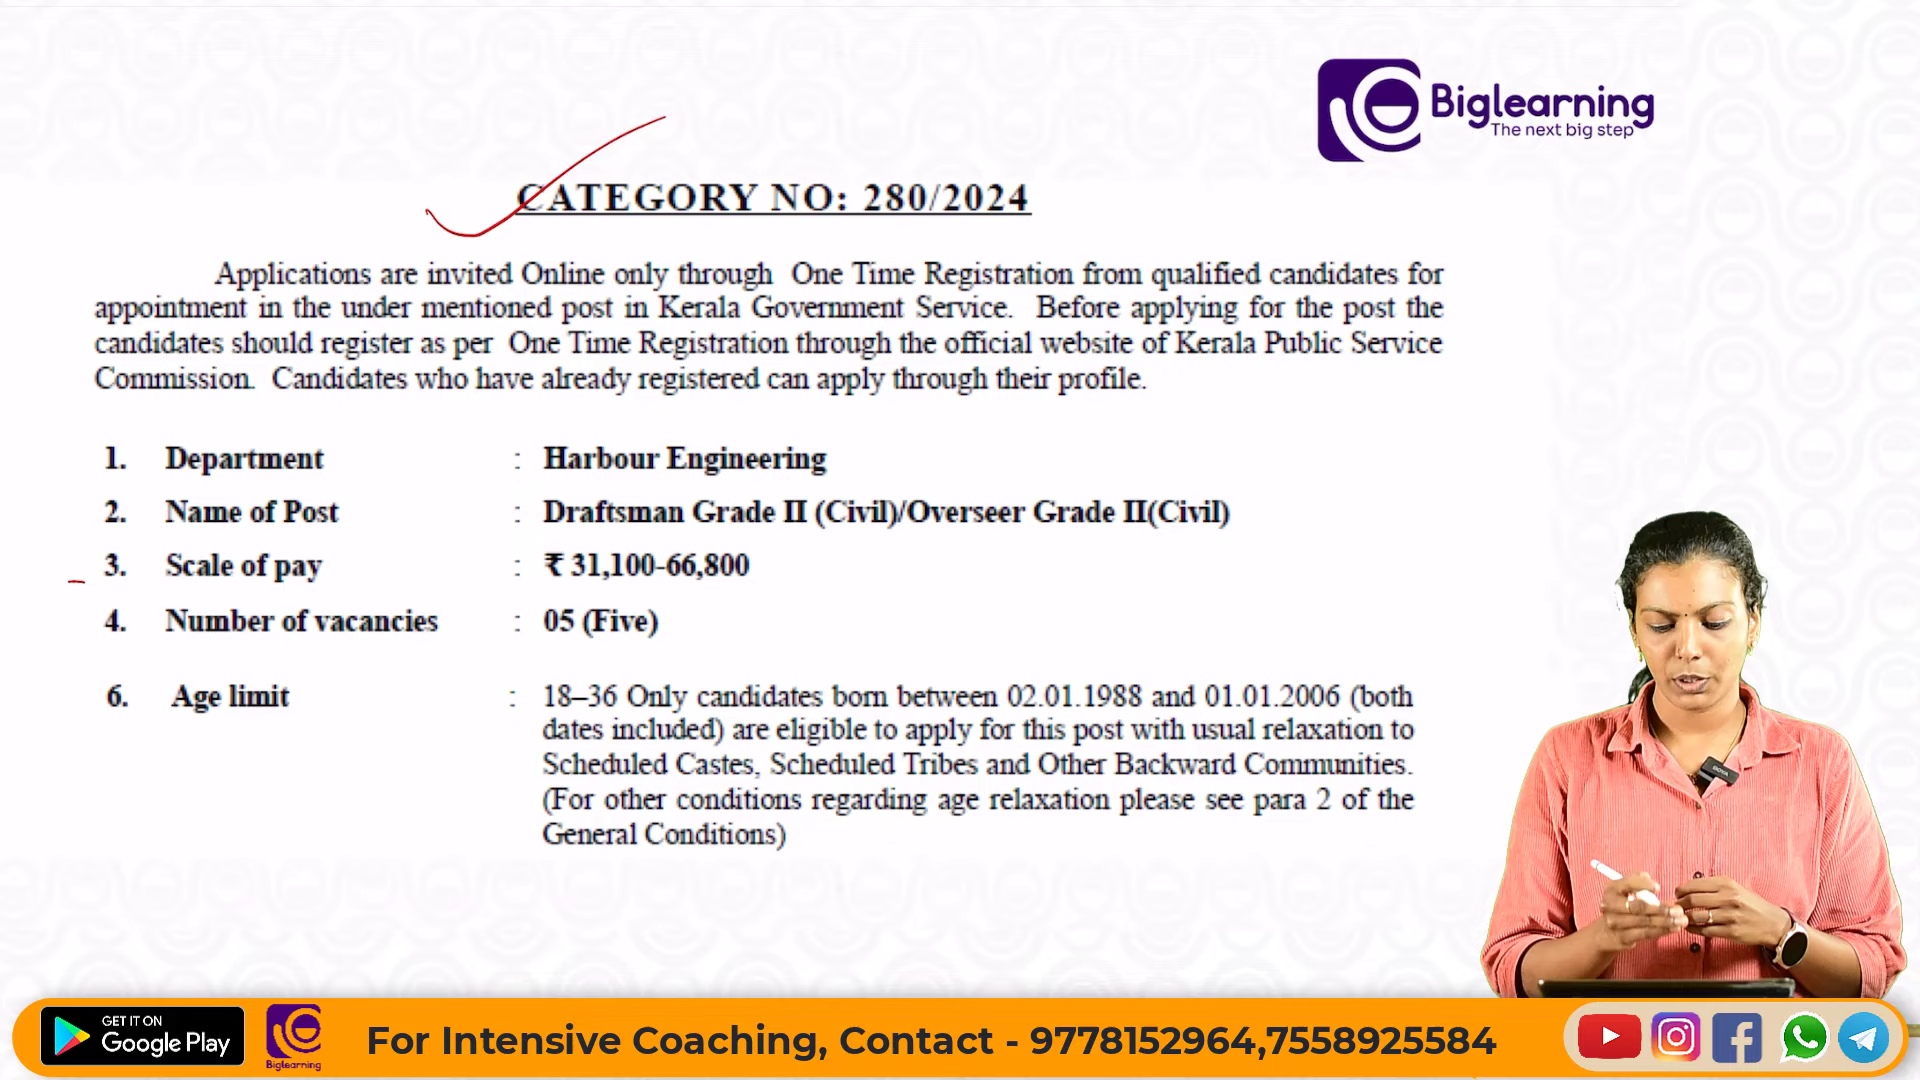 Biglearning
The next big step
CATEGORY NO: 280/2024
Applications are invited Online only through One Time Registration from qualified candidates for
appointment in the under mentioned post in Kerala Government Service. Before applying for the post the
candidates should register as per One Time Registration through the official website of Kerala Public Service
Commission. Candidates who have already registered can apply through their profile.
1. Department : Harbour Engineering
2. Name of Post : Draftsman Grade II (Civil)/Overseer Grade II(Civil)
3. Scale of pay : ₹ 31,100-66,800
4. Number of vacancies : 05 (Five)
6. Age limit : 18–36 Only candidates born between 02.01.1988 and 01.01.2006 (both
dates included) are eligible to apply for this post with usual relaxation to
Scheduled Castes, Scheduled Tribes and Other Backward Communities.
(For other conditions regarding age relaxation please see para 2 of the
General Conditions)
BOYA
GET IT ON
Google Play
Biglearning
For Intensive Coaching, Contact - 9778152964,7558925584